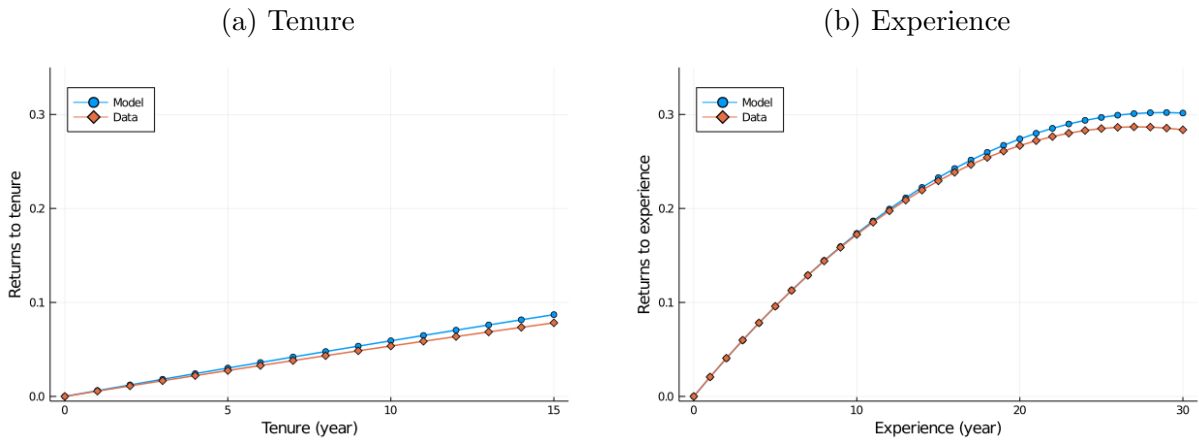 (a) Tenure
Returns to tenure
0.3
0.2
0.1
0.0
Model
Data
0
5
10
15
Tenure (year)
(b) Experience
Returns to experience
0.3
0.2
0.1
0.0
Model
Data
0
10
20
30
Experience (year)